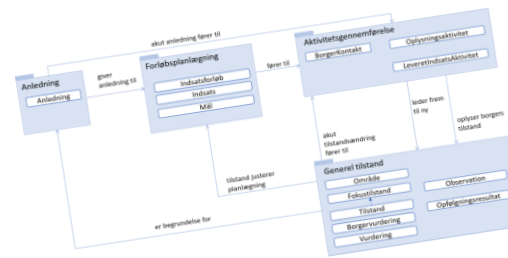 akut anledning fører til
Aktivitetsgennemførelse
BorgerKontakt
Oplysningsaktivitet
LeveretIndsatsAktivitet
Forløbsplanlægning
Indsatsforløb
Indsats
Mål
fører til
Anledning
Anledning
giver
anledning til
akut
tilstandsændring
fører til
leder frem
til ny
oplyser borgers
tilstand
tilstand justerer
planlægning
er begrundelse for
Generel tilstand
Område
Fokustilstand
Tilstand
Borgervurdering
Vurdering
Observation
Opfølgningsresultat